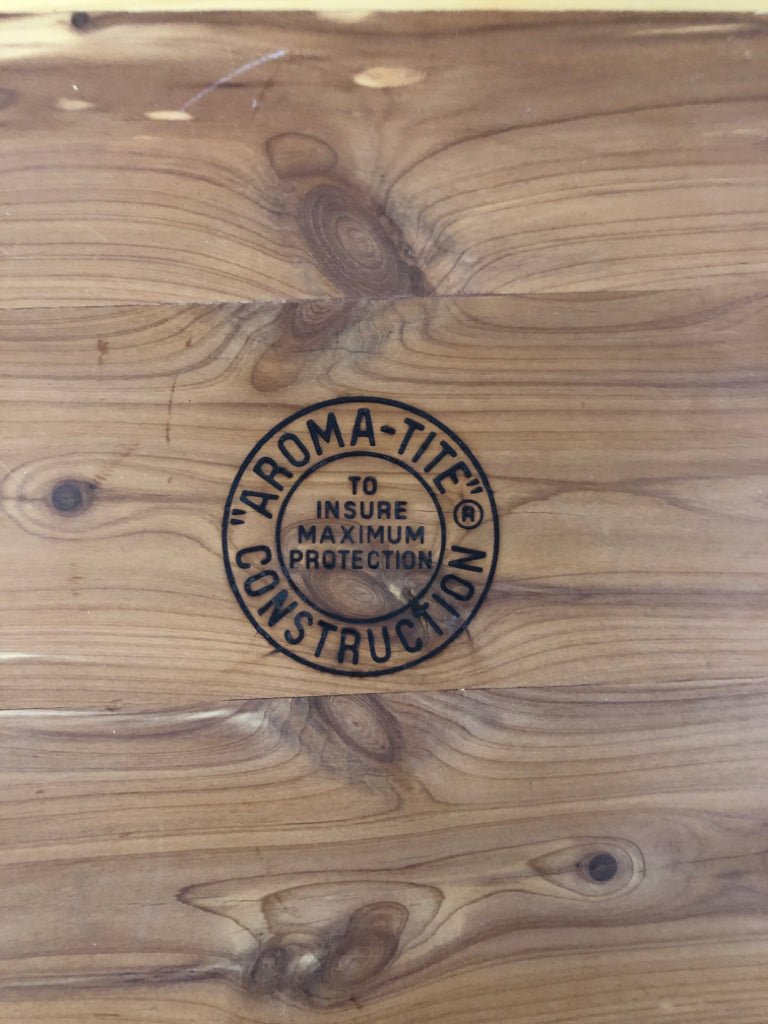 "AROMA-TITE"®
TO
INSURE
MAXIMUM
PROTECTION
CONSTRUCTION